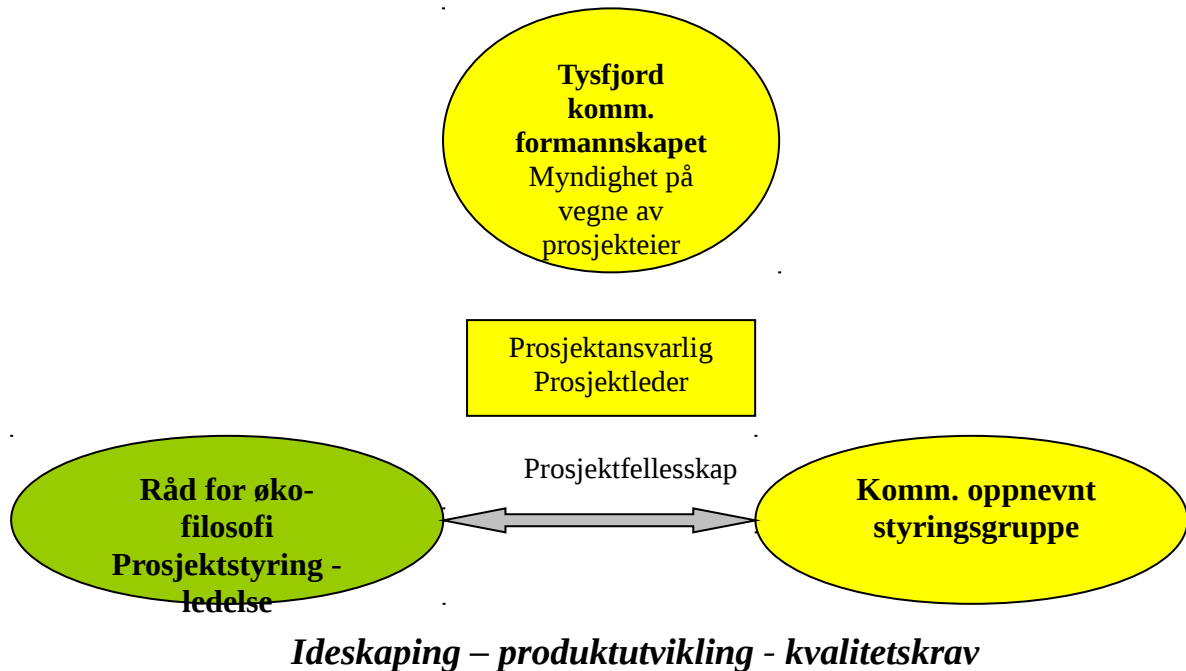 Tysfjord
komm.
formannskapet
Myndighet på
vegne av
prosjekteier
Prosjektansvarlig
Prosjektleder
Prosjektfellesskap
Råd for øko-
filosofi
Prosjektstyring -
ledelse
Komm. oppnevnt
styringsgruppe
Ideskaping – produktutvikling - kvalitetskrav